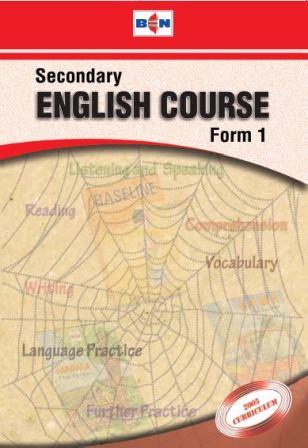 BEN
Secondary
ENGLISH COURSE
Form 1
Listening and Speaking
BASELINE
Reading
Comprehension
Vocabulary
Writing
Language Practice
Further Practice
2005
CURRICULUM